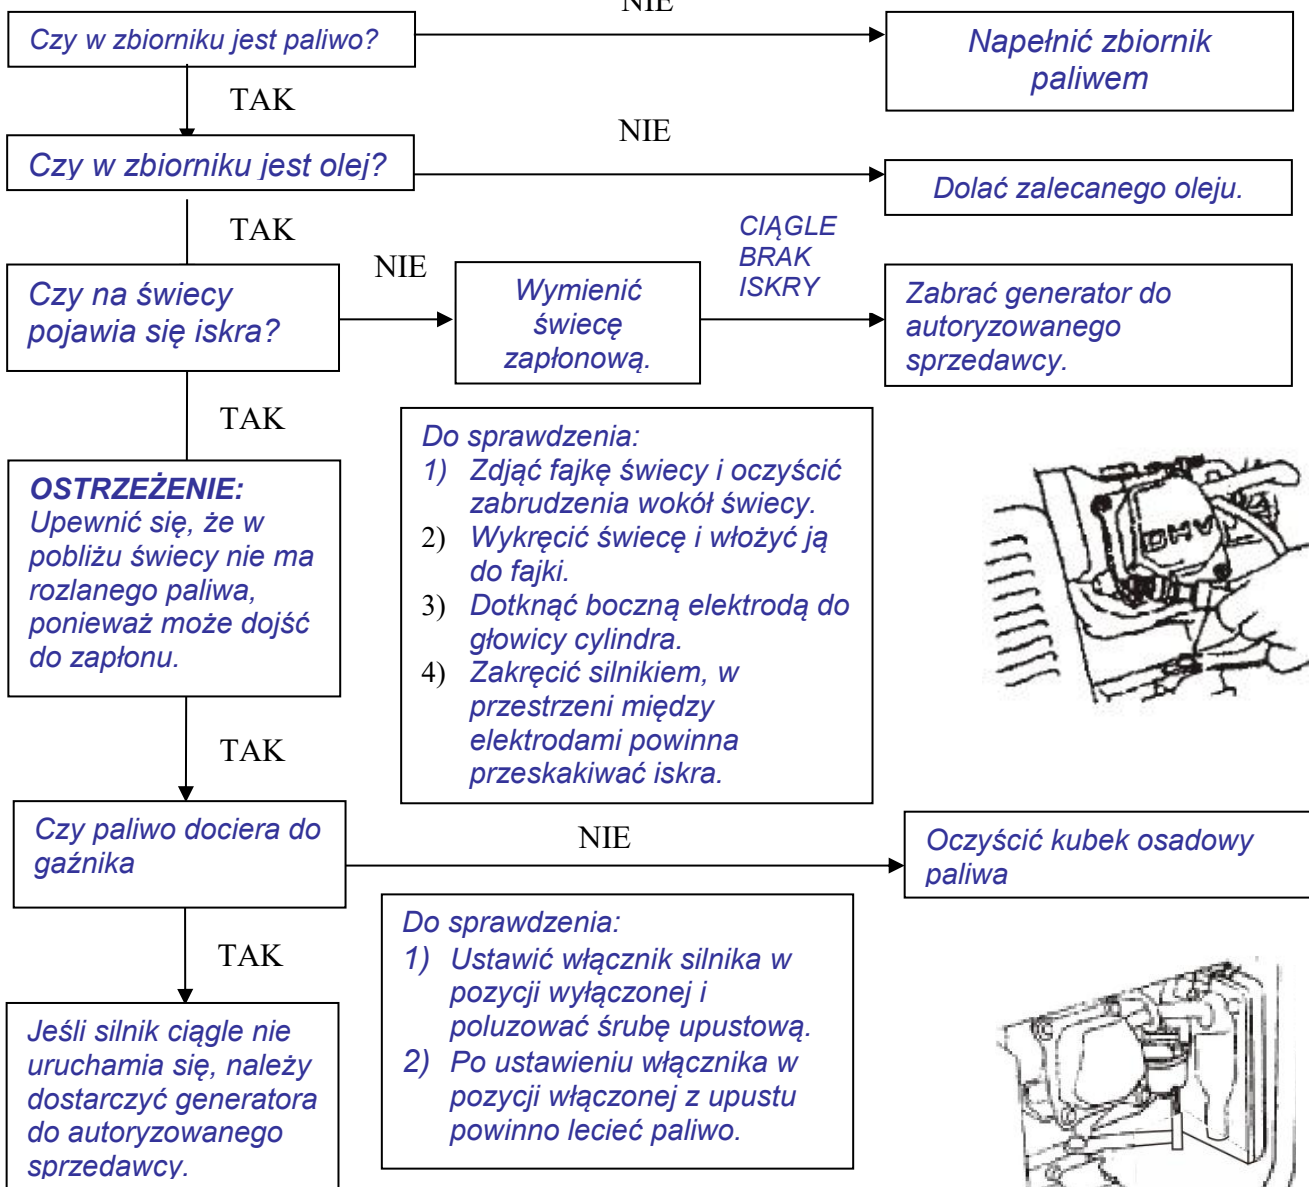 NIE
Czy w zbiorniku jest paliwo?
Napełnić zbiornik
paliwem
TAK
NIE
Czy w zbiorniku jest olej?
Dolać zalecanego oleju.
TAK
NIE
CIĄGLE
BRAK
ISKRY
Czy na świecy
pojawia się iskra?
Wymienić
świecę
zapłonową.
Zabrać generator do
autoryzowanego
sprzedawcy.
TAK
OSTRZEŻENIE:
Upewnić się, że w
pobliżu świecy nie ma
rozlanego paliwa,
ponieważ może dojść
do zapłonu.
Do sprawdzenia:
1) Zdjąć fajkę świecy i oczyścić
zabrudzenia wokół świecy.
2) Wykręcić świecę i włożyć ją
do fajki.
3) Dotknąć boczną elektrodą do
głowicy cylindra.
4) Zakręcić silnikiem, w
przestrzeni między
elektrodami powinna
przeskakiwać iskra.
OHV
TAK
Czy paliwo dociera do
gaźnika
NIE
Oczyścić kubek osadowy
paliwa
TAK
Do sprawdzenia:
1) Ustawić włącznik silnika w
pozycji wyłączonej i
poluzować śrubę upustową.
2) Po ustawieniu włącznika w
pozycji włączonej z upustu
powinno lecieć paliwo.
Jeśli silnik ciągle nie
uruchamia się, należy
dostarczyć generatora
do autoryzowanego
sprzedawcy.